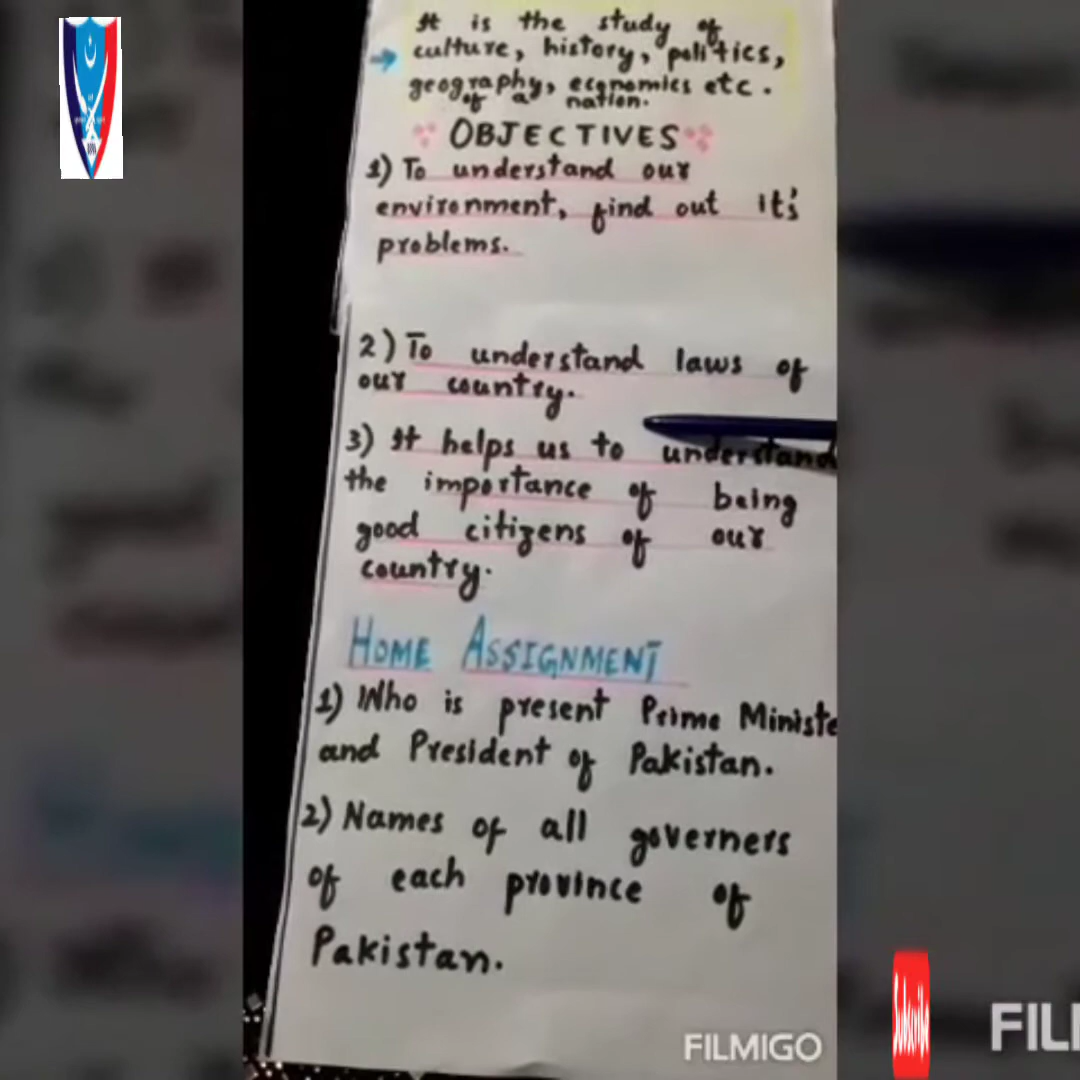 It is the study of
culture, history, politics,
geography, economics etc.
of a nation.
OBJECTIVES
1) To understand our
environment, find out it's
problems.
2) To understand laws of
our country.
3) It helps us to understand
the importance of being
good citizens of our
country.
HOME ASSIGNMENT
1) Who is present Prime Ministe
and President of Pakistan.
2) Names of all governers
of each province of
Pakistan.
FILMIGO
Subscribe
FIL